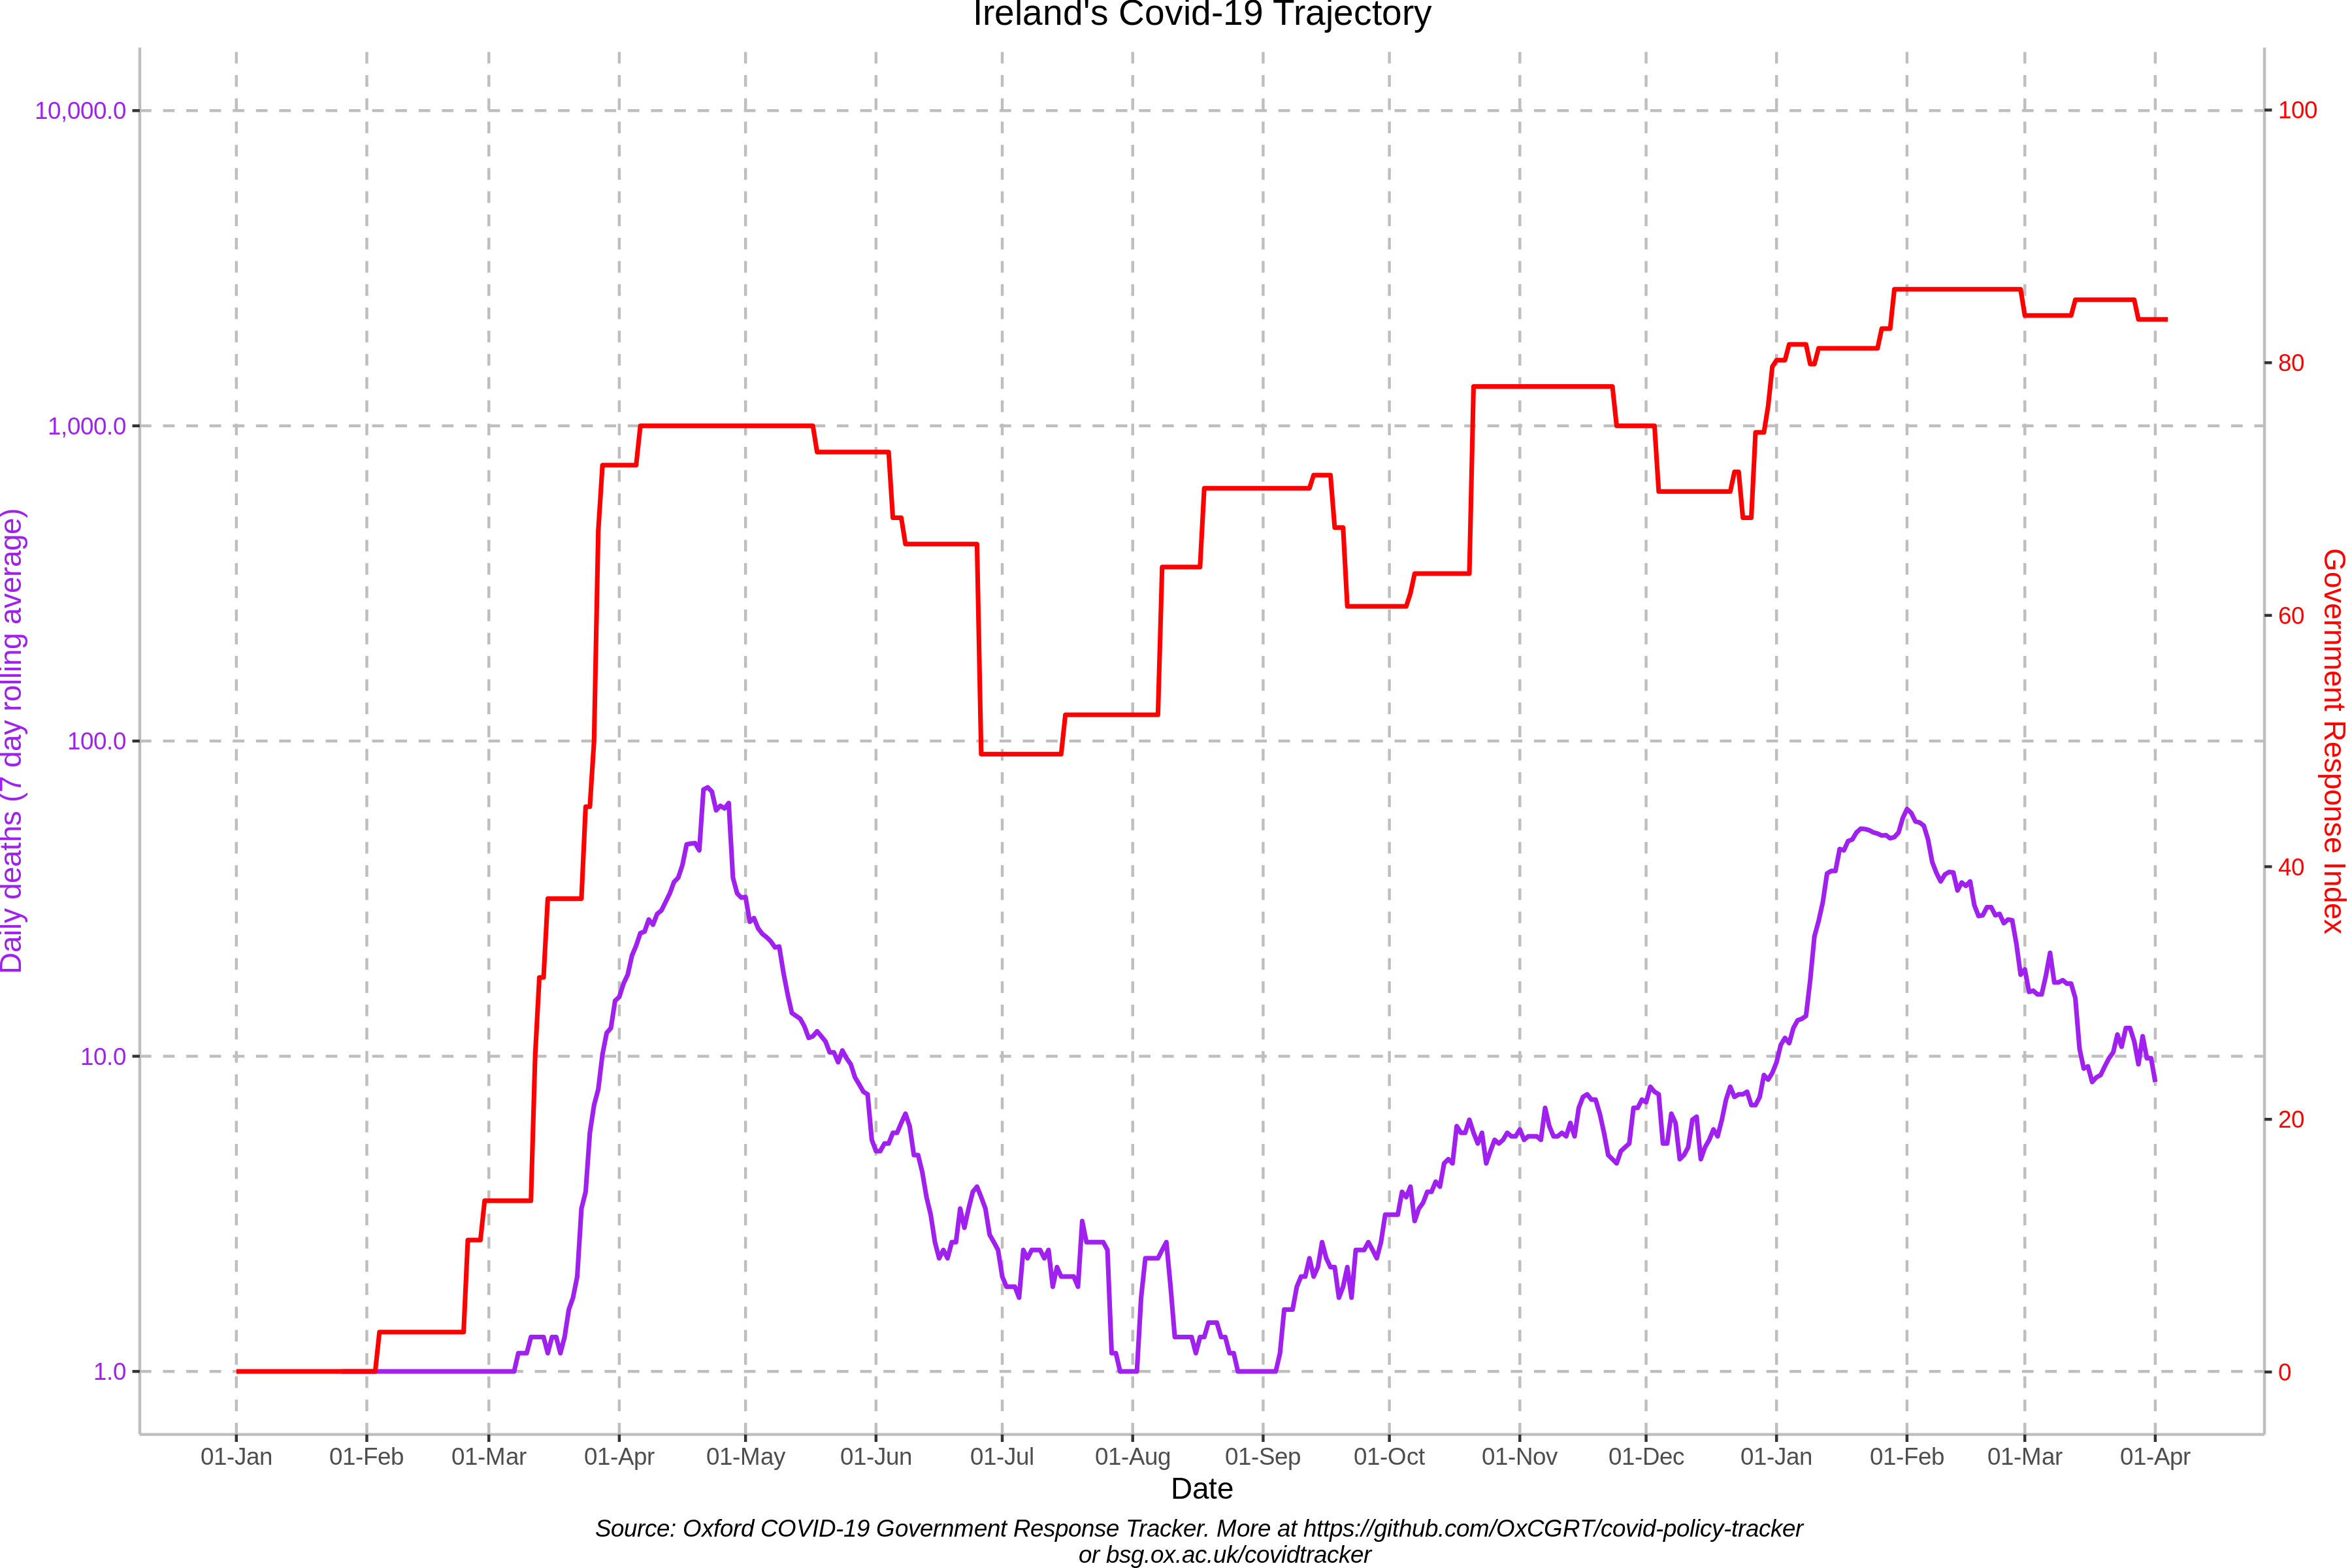 Ireland's Covid-19 Trajectory
10,000.0
1,000.0
100.0
10.0
1.0
Daily deaths (7 day rolling average)
100
80
60
40
20
0
Government Response Index
01-Jan 01-Feb 01-Mar 01-Apr 01-May 01-Jun 01-Jul 01-Aug 01-Sep 01-Oct 01-Nov 01-Dec 01-Jan 01-Feb 01-Mar 01-Apr
Date
Source: Oxford COVID-19 Government Response Tracker. More at https://github.com/OxCGRT/covid-policy-tracker
or bsg.ox.ac.uk/covidtracker